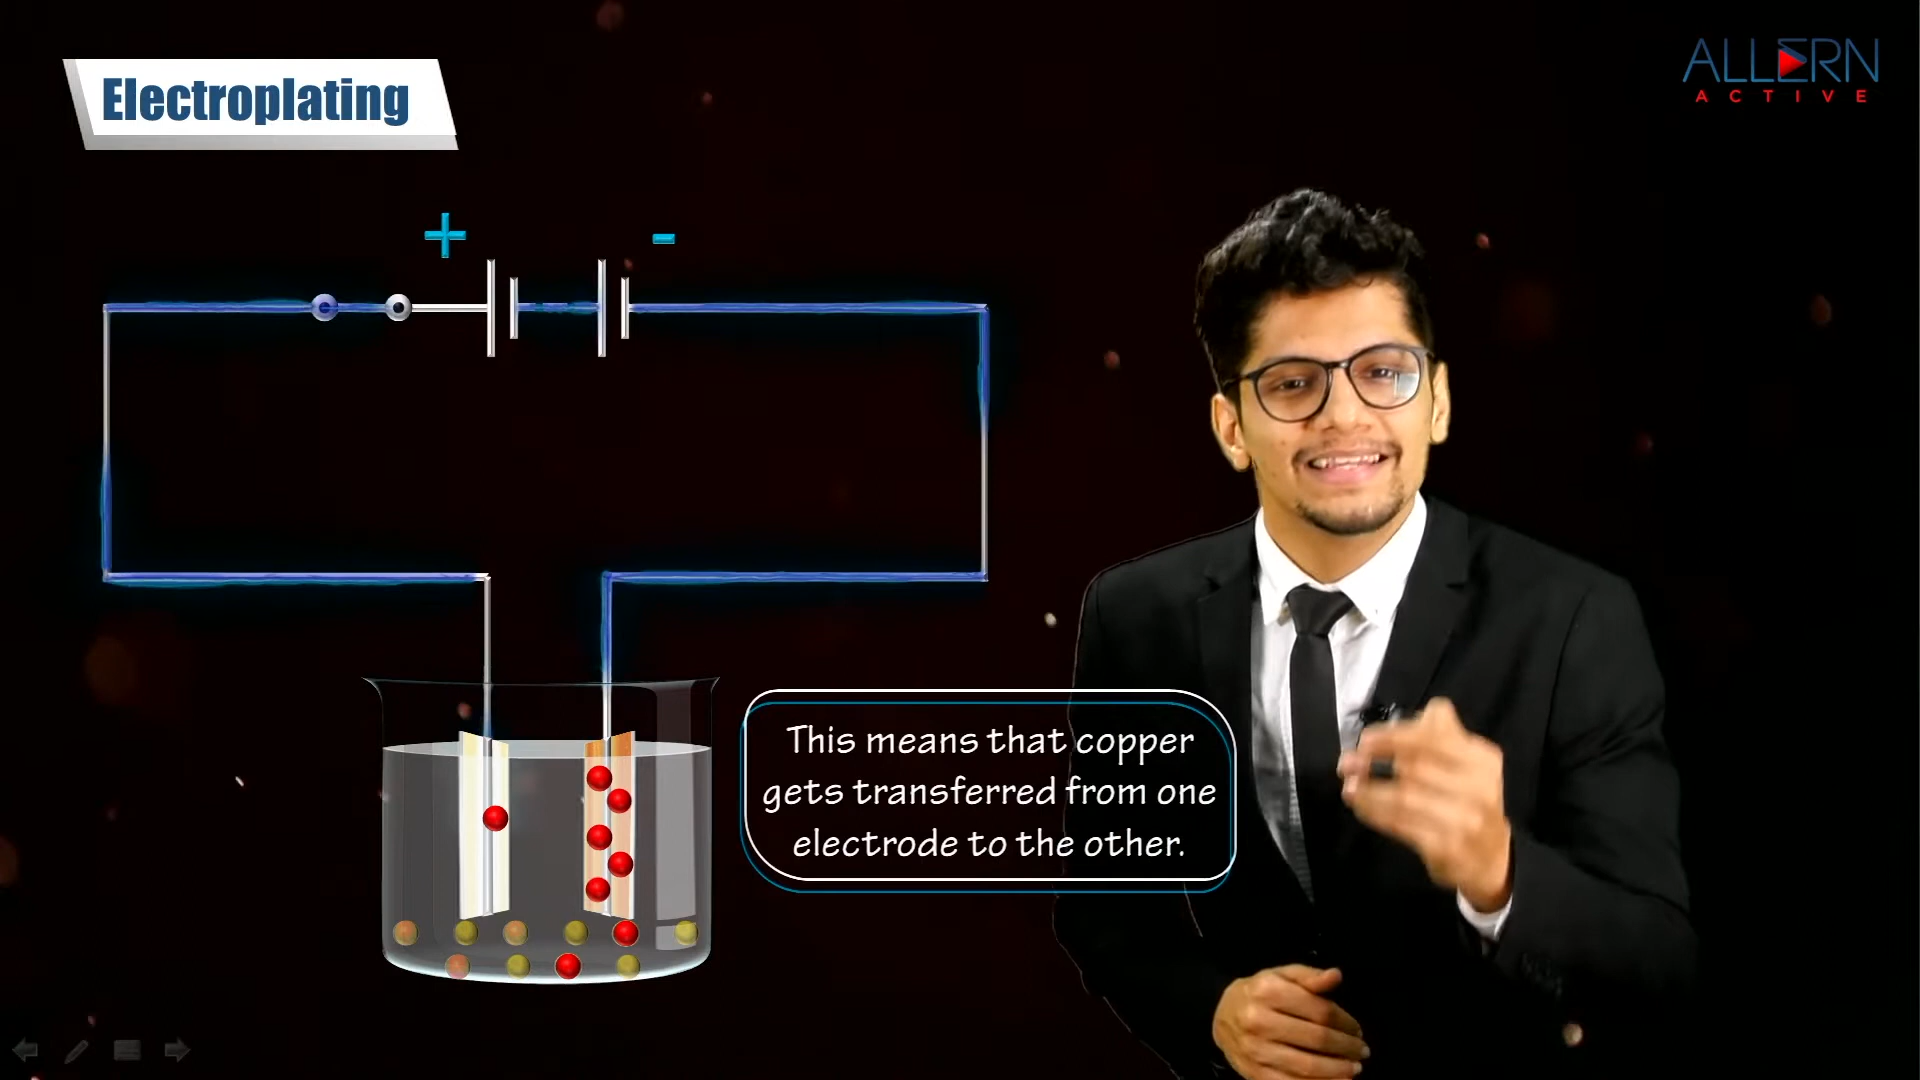 Electroplating
ALLERN
ACTIVE
+
-
This means that copper
gets transferred from one
electrode to the other.